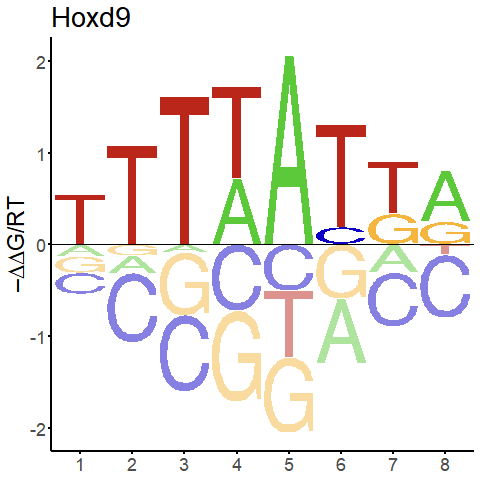 Hoxd9
−ΔΔG/RT
2
1
0
-1
-2
T T T T A T T A
A C G G
A G A C C G A T
G A G G T A C C
C C C G
1 2 3 4 5 6 7 8